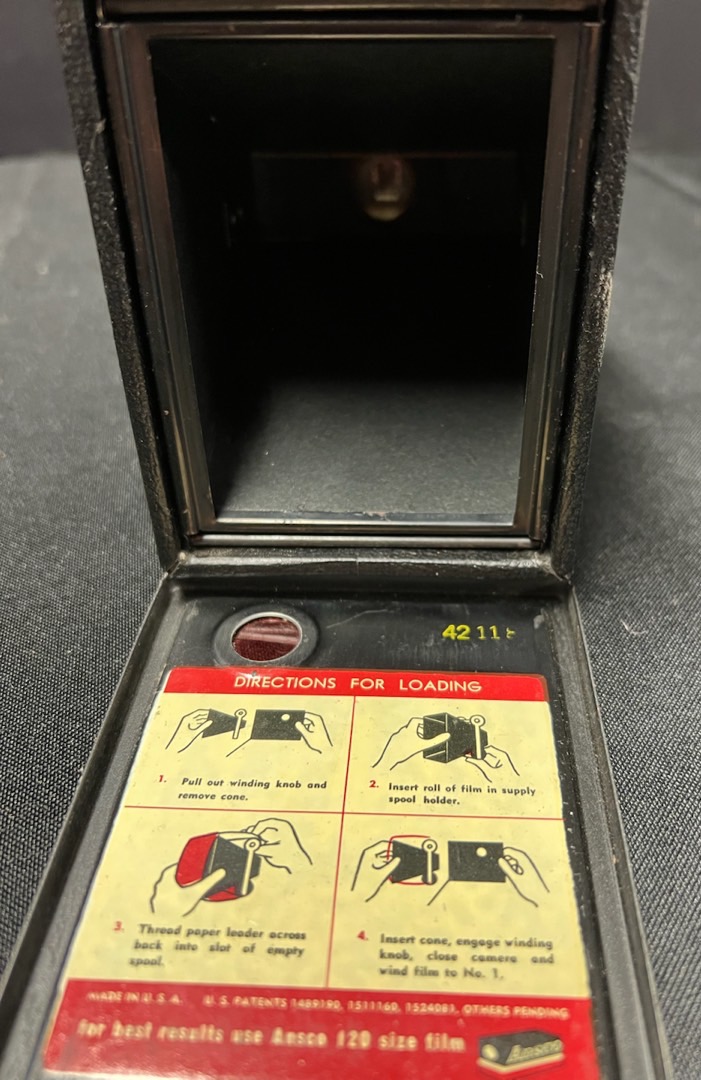 42 11
DIRECTIONS FOR LOADING
1. Pull out winding knob and
remove cone.
2. Insert roll of film in supply
spool holder.
3. Thread paper leader across
back into slot of empty
spool.
4. Insert cone, engage winding
knob, close camera and
wind film to No. 1.
MADE IN U.S.A. U.S. PATENTS 1489190, 1511160, 1524081, OTHERS PENDING
for best results use Ansco 120 size film
Ansco